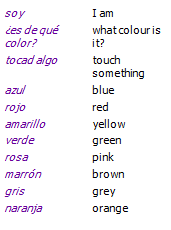 soy I am
¿es de qué what colour is
color? it?
tocad algo touch
something
azul blue
rojo red
amarillo yellow
verde green
rosa pink
marrón brown
gris grey
naranja orange